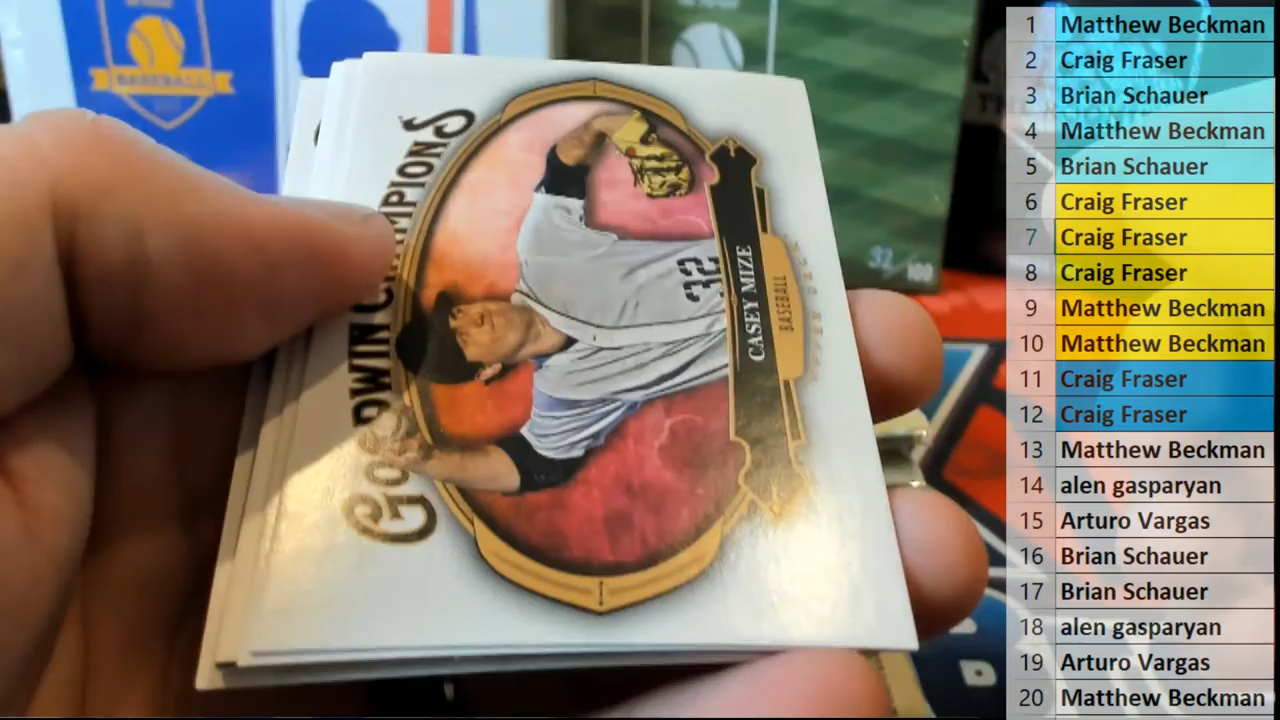 BASEBALL
GOODWIN CHAMPIONS
32
CASEY MIZE
BASEBALL
UPPER DECK
32/100
1 Matthew Beckman
2 Craig Fraser
3 Brian Schauer
4 Matthew Beckman
5 Brian Schauer
6 Craig Fraser
7 Craig Fraser
8 Craig Fraser
9 Matthew Beckman
10 Matthew Beckman
11 Craig Fraser
12 Craig Fraser
13 Matthew Beckman
14 alen gasparyan
15 Arturo Vargas
16 Brian Schauer
17 Brian Schauer
18 alen gasparyan
19 Arturo Vargas
20 Matthew Beckman